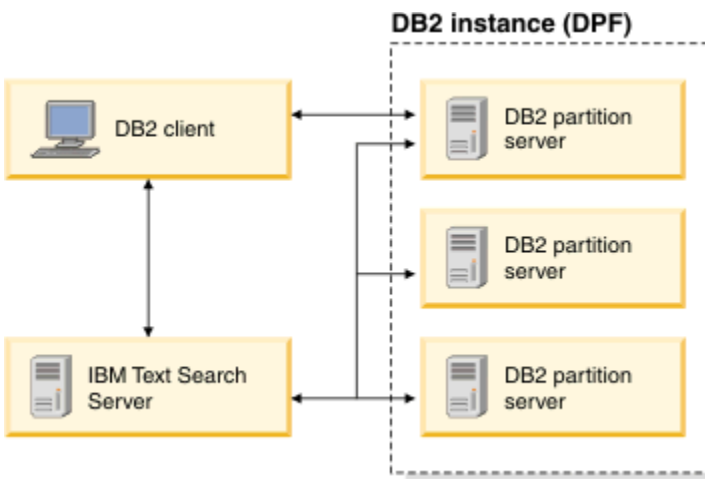 DB2 instance (DPF)
DB2 client
DB2 partition
server
DB2 partition
server
IBM Text Search
Server
DB2 partition
server